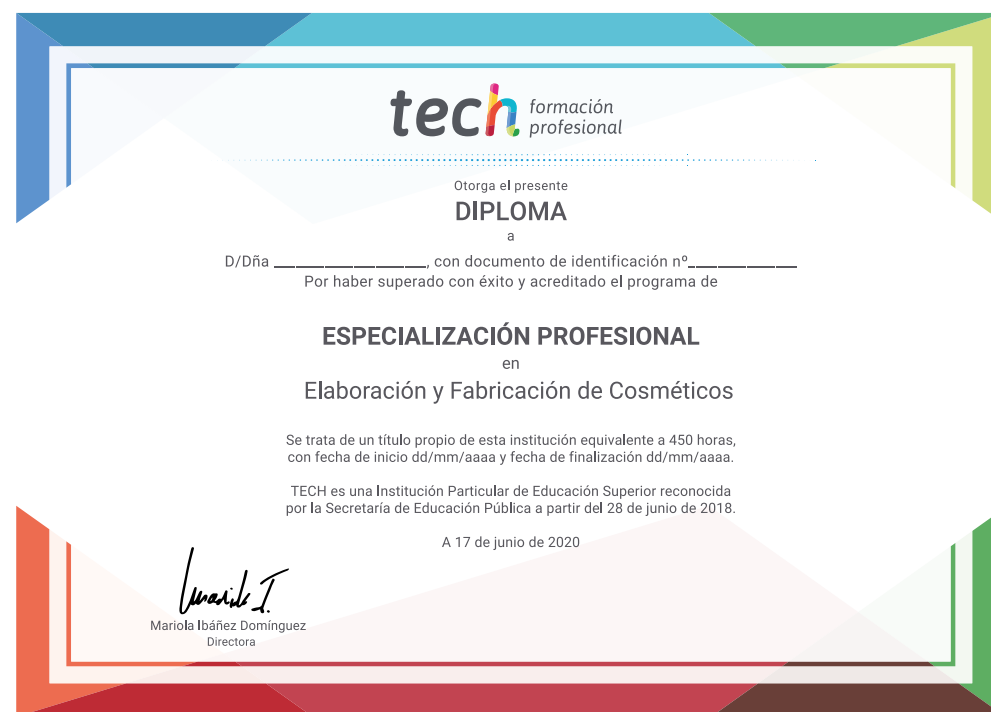 tech formación
profesional
Otorga el presente
DIPLOMA
a
D/Dña ____________________, con documento de identificación nº______________
Por haber superado con éxito y acreditado el programa de
ESPECIALIZACIÓN PROFESIONAL
en
Elaboración y Fabricación de Cosméticos
Se trata de un título propio de esta institución equivalente a 450 horas,
con fecha de inicio dd/mm/aaaa y fecha de finalización dd/mm/aaaa.
TECH es una Institución Particular de Educación Superior reconocida
por la Secretaría de Educación Pública a partir del 28 de junio de 2018.
A 17 de junio de 2020
Mariola I.
Mariola Ibáñez Domínguez
Directora